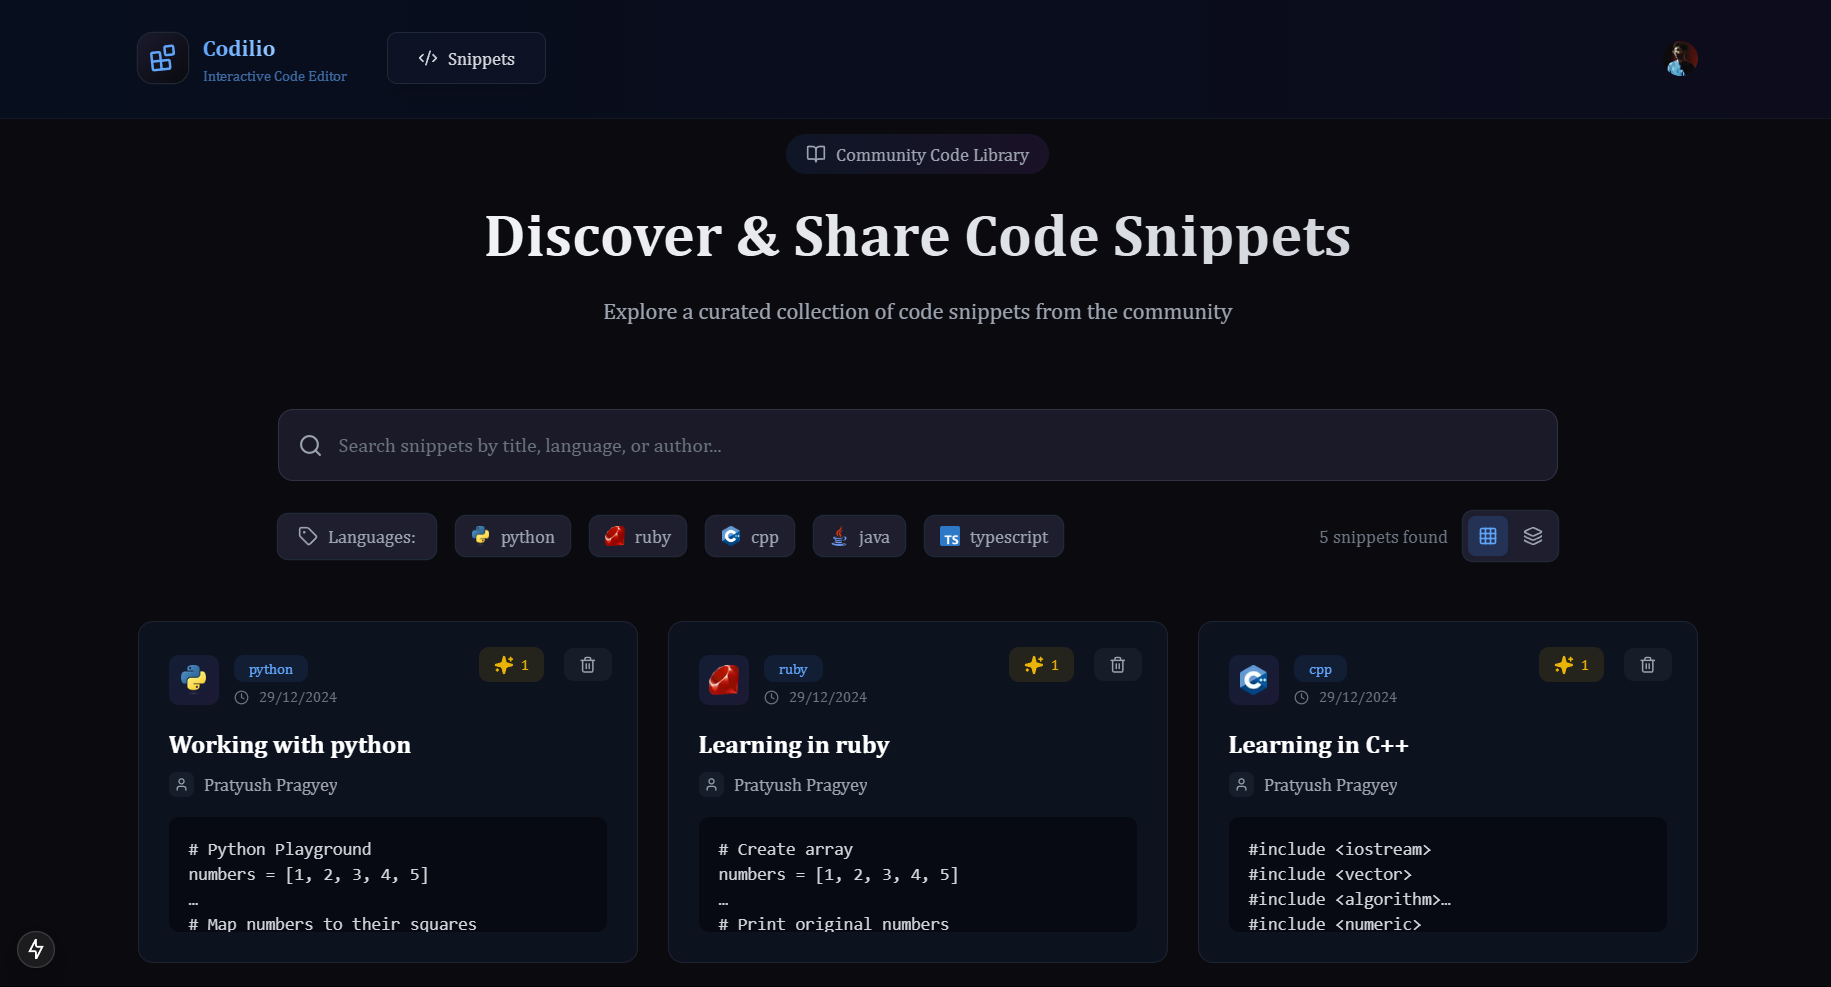 Codilio
Interactive Code Editor
</> Snippets
Community Code Library
Discover & Share Code Snippets
Explore a curated collection of code snippets from the community
Search snippets by title, language, or author...
Languages: python ruby cpp java TS typescript 5 snippets found
python
1
29/12/2024
Working with python
Pratyush Pragyey
# Python Playground
numbers = [1, 2, 3, 4, 5]
…
# Map numbers to their squares
ruby
1
29/12/2024
Learning in ruby
Pratyush Pragyey
# Create array
numbers = [1, 2, 3, 4, 5]
…
# Print original numbers
cpp
1
29/12/2024
Learning in C++
Pratyush Pragyey
#include <iostream>
#include <vector>
#include <algorithm>…
#include <numeric>